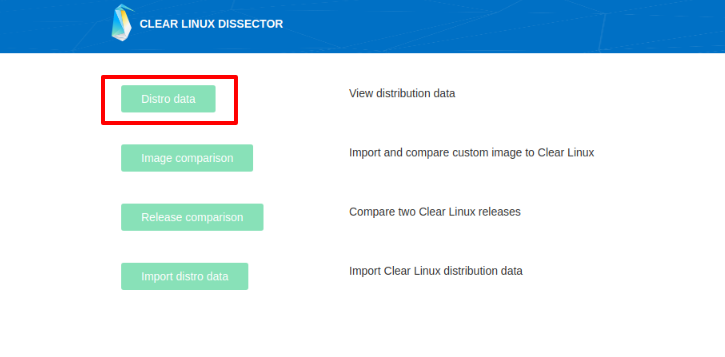 CLEAR LINUX DISSECTOR
Distro data
View distribution data
Image comparison
Import and compare custom image to Clear Linux
Release comparison
Compare two Clear Linux releases
Import distro data
Import Clear Linux distribution data